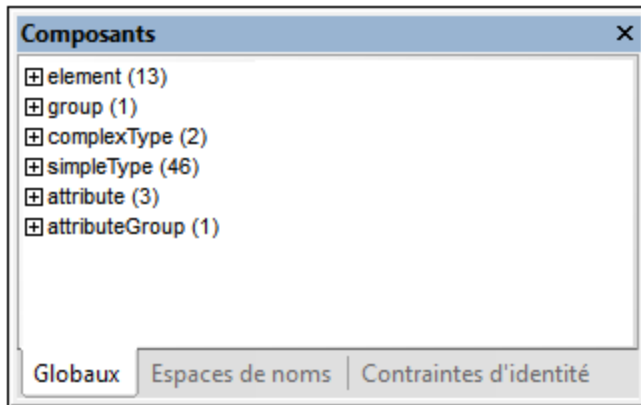 Composants
element (13)
group (1)
complexType (2)
simpleType (46)
attribute (3)
attributeGroup (1)
Globaux Espaces de noms Contraintes d'identité